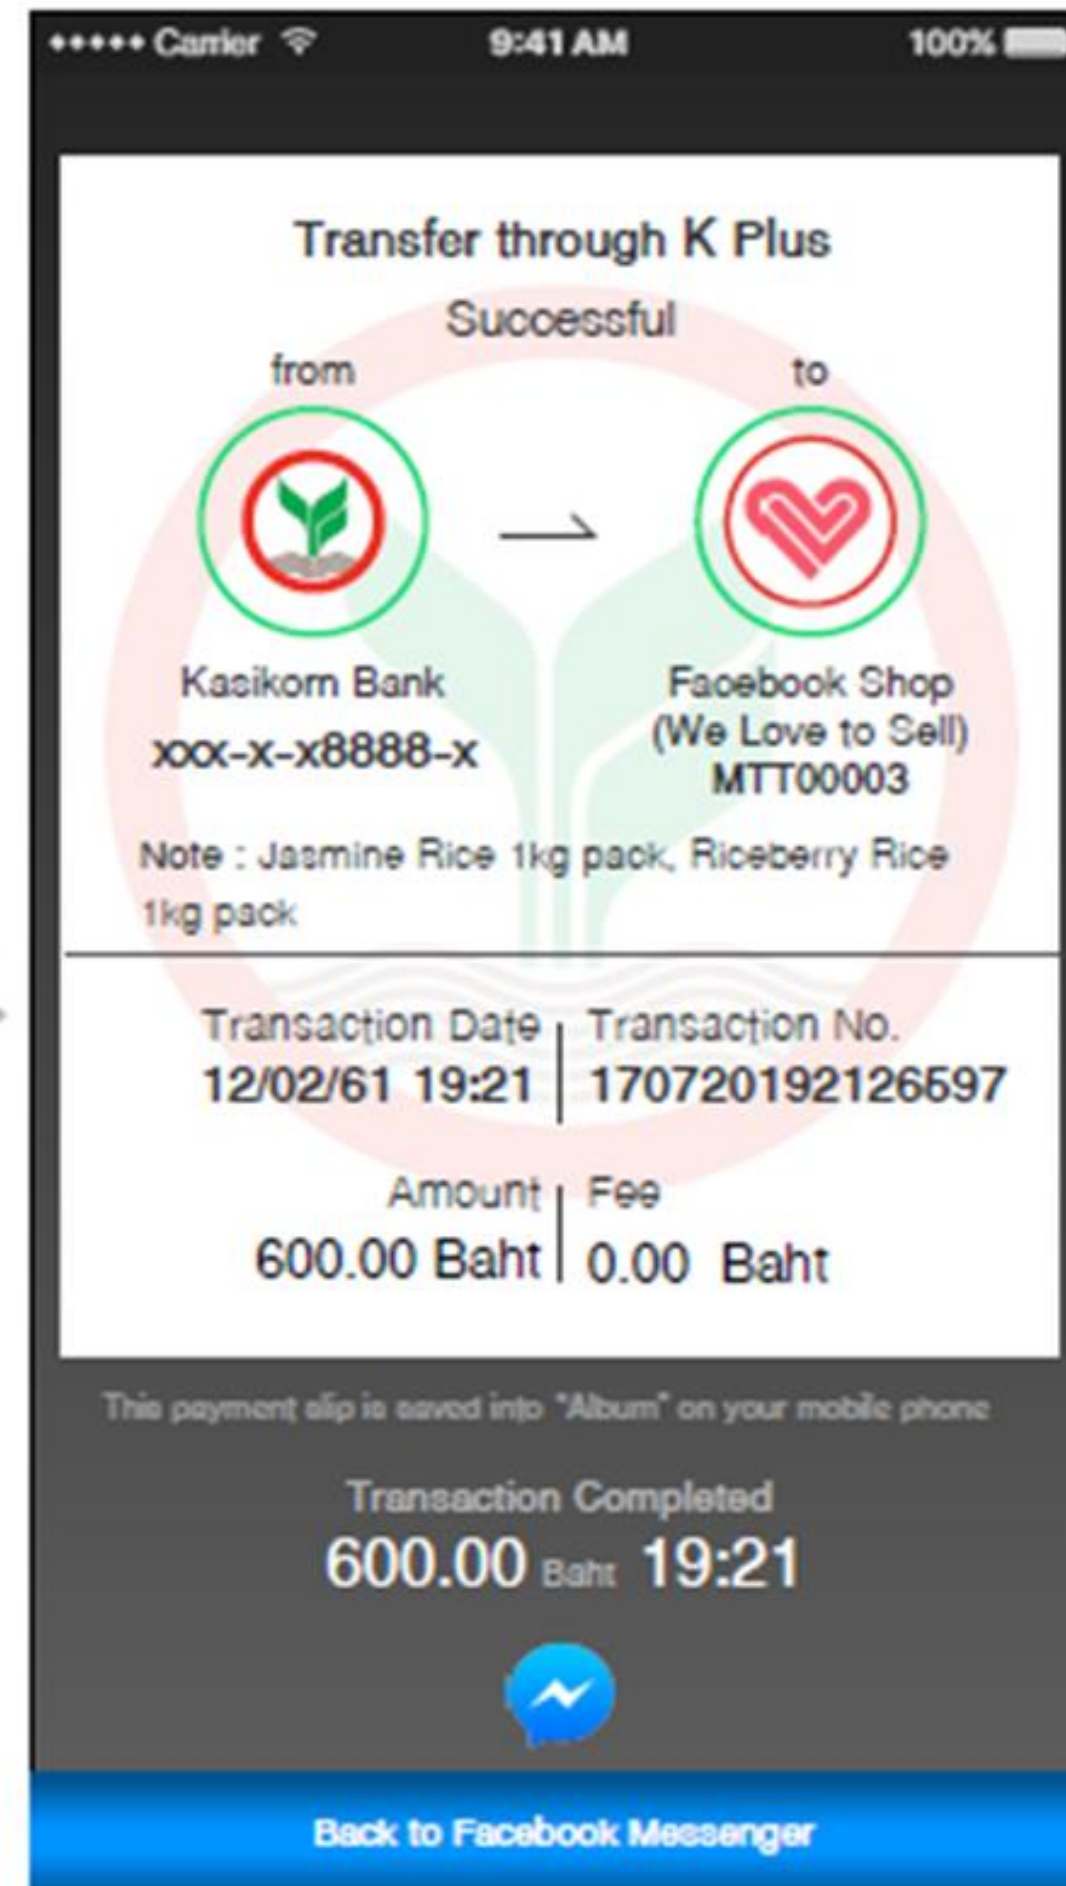 Carrier 9:41 AM 100%
Transfer through K Plus
Successful
from to
Kasikorn Bank
xxx-x-x8888-x
Facebook Shop
(We Love to Sell)
MTT00003
Note : Jasmine Rice 1kg pack, Riceberry Rice
1kg pack
Transaction Date Transaction No.
12/02/61 19:21 170720192126597
Amount Fee
600.00 Baht 0.00 Baht
This payment slip is saved into "Album" on your mobile phone
Transaction Completed
600.00 Baht 19:21
Back to Facebook Messenger